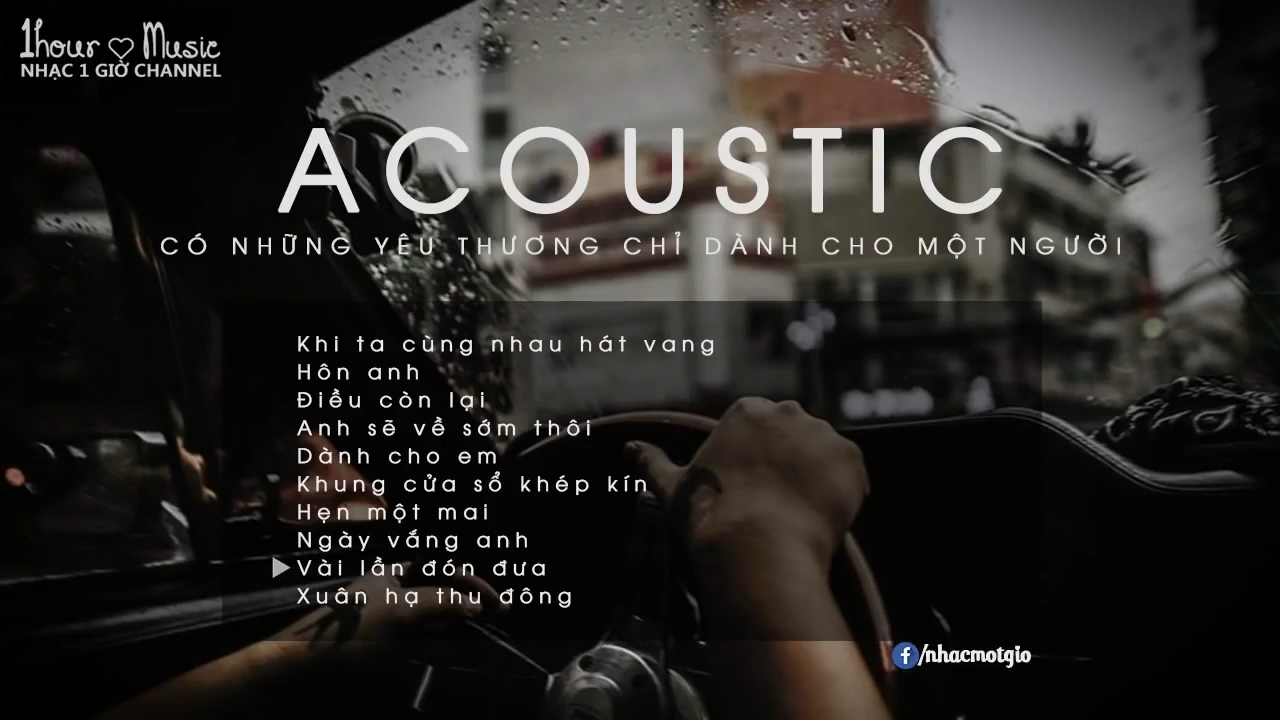 1hour ♡ Music
NHẠC 1 GIỜ CHANNEL
ACOUSTIC
CÓ NHỮNG YÊU THƯƠNG CHỈ DÀNH CHO MỘT NGƯỜI
Khi ta cùng nhau hát vang
Hôn anh
Điều còn lại
Anh sẽ về sớm thôi
Dành cho em
Khung cửa sổ khép kín
Hẹn một mai
Ngày vắng anh
Vài lần đón đưa
Xuân hạ thu đông
/nhacmotgio